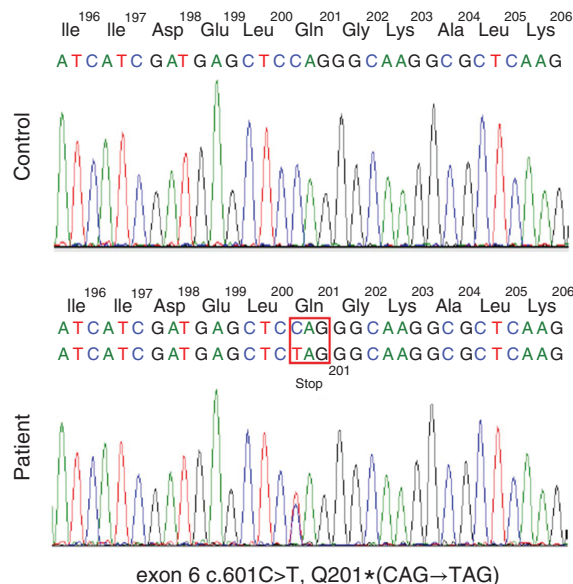 Ile 196 Ile 197 Asp 198 Glu 199 Leu 200 Gln 201 Gly 202 Lys 203 Ala 204 Leu 205 Lys 206
ATCATCGATGAGCTCCAGGGCAAGGCGCTCAAG
Control
Ile 196 Ile 197 Asp 198 Glu 199 Leu 200 Gln 201 Gly 202 Lys 203 Ala 204 Leu 205 Lys 206
ATCATCGATGAGCTCCAGGGCAAGGCGCTCAAG
ATCATCGATGAGCTCTAGGGCAAGGCGCTCAAG
Stop 201
Patient
exon 6 c.601C>T, Q201*(CAG→TAG)